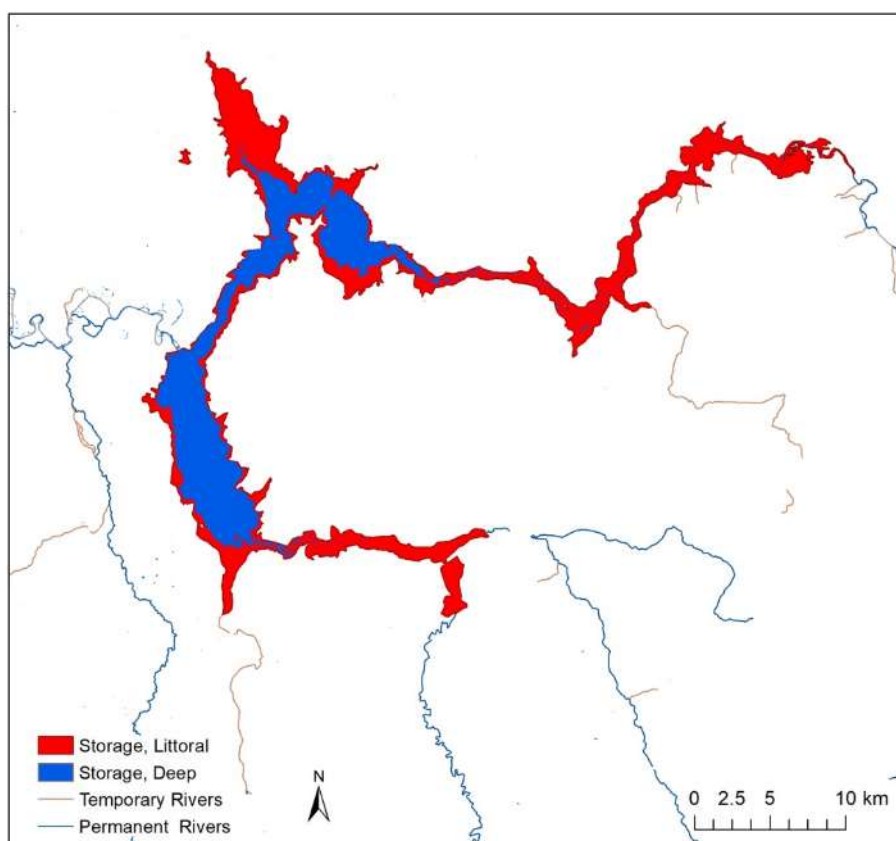 Storage, Littoral
Storage, Deep
Temporary Rivers
Permanent Rivers
N
0 2.5 5 10 km